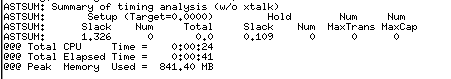 ASTSUM: Summary of timing analysis (w/o xtalk)
ASTSUM: Setup (Target=0.0000) Hold Num Num
ASTSUM: Slack Num Total Slack Num MaxTrans MaxCap
ASTSUM: 1.326 0 0.0 0.109 0 0 0
@@@ Total CPU Time = 0:00:24
@@@ Total Elapsed Time = 0:00:41
@@@ Peak Memory Used = 841.40 MB